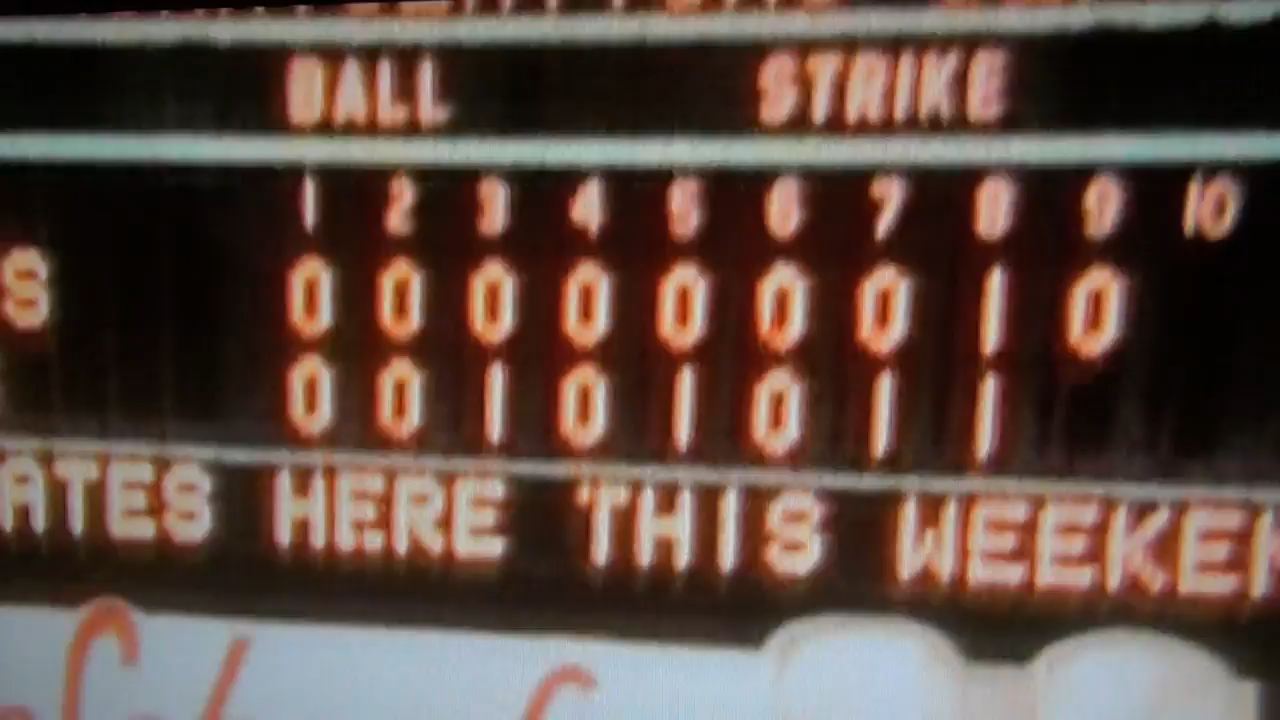 BALL STRIKE
1 2 3 4 5 6 7 8 9 10
S 0 0 0 0 0 0 0 1 0
0 0 1 0 1 0 1 1
ATES HERE THIS WEEKEN